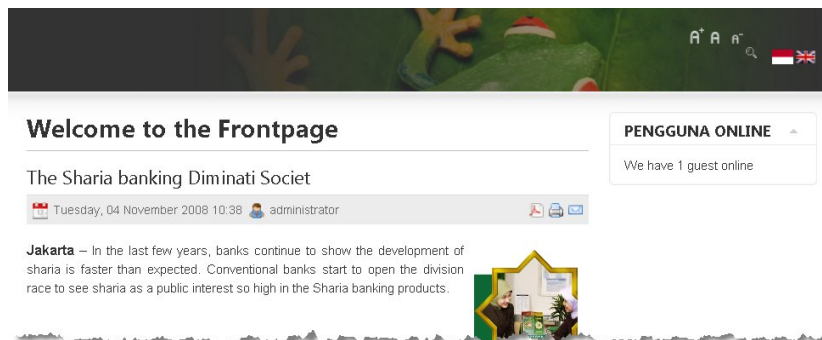 A+ A A-
Welcome to the Frontpage
PENGGUNA ONLINE
We have 1 guest online
The Sharia banking Diminati Societ
Tuesday, 04 November 2008 10:38 administrator
Jakarta – In the last few years, banks continue to show the development of
sharia is faster than expected. Conventional banks start to open the division
race to see sharia as a public interest so high in the Sharia banking products.